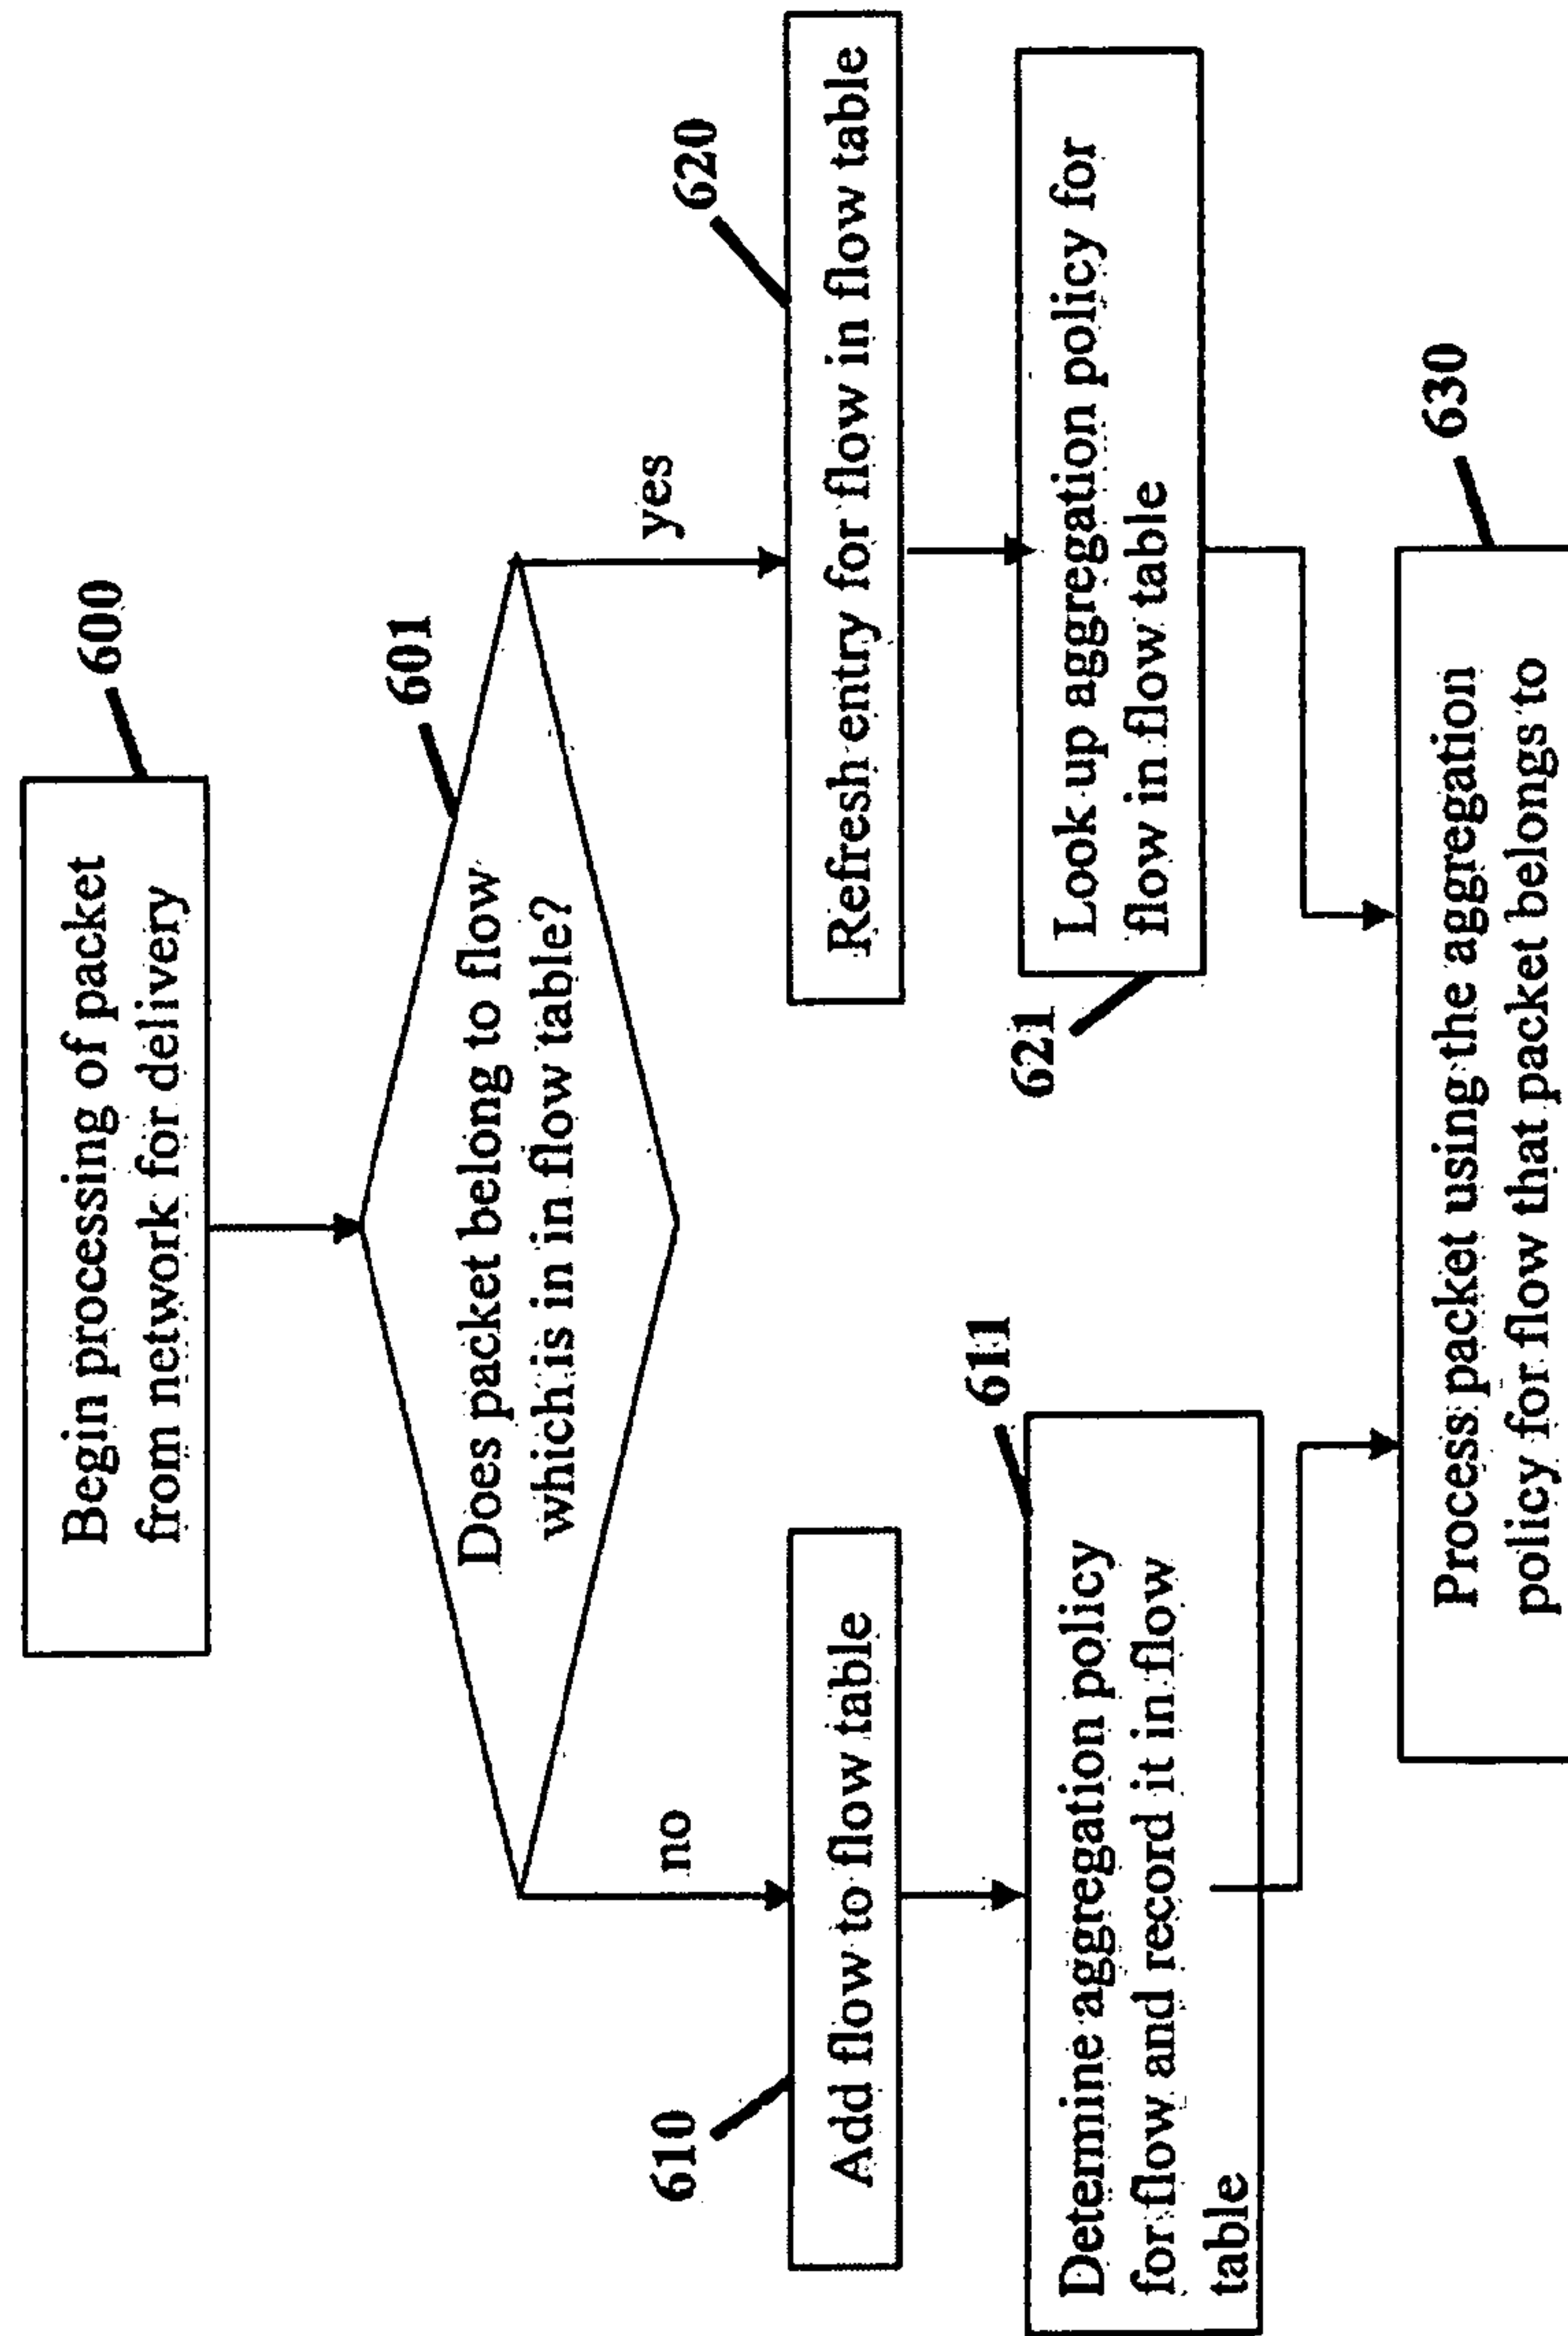 600
Begin processing of packet
from network for delivery
601
Does packet belong to flow
which is in in flow table?
no
yes
610
Add flow to flow table
620
Refresh entry for flow in flow table
611
Determine aggregation policy
for flow and record it in flow
table
621
Look up aggregation policy for
flow in flow table
630
Process packet using the aggregation
policy for flow that packet belongs to